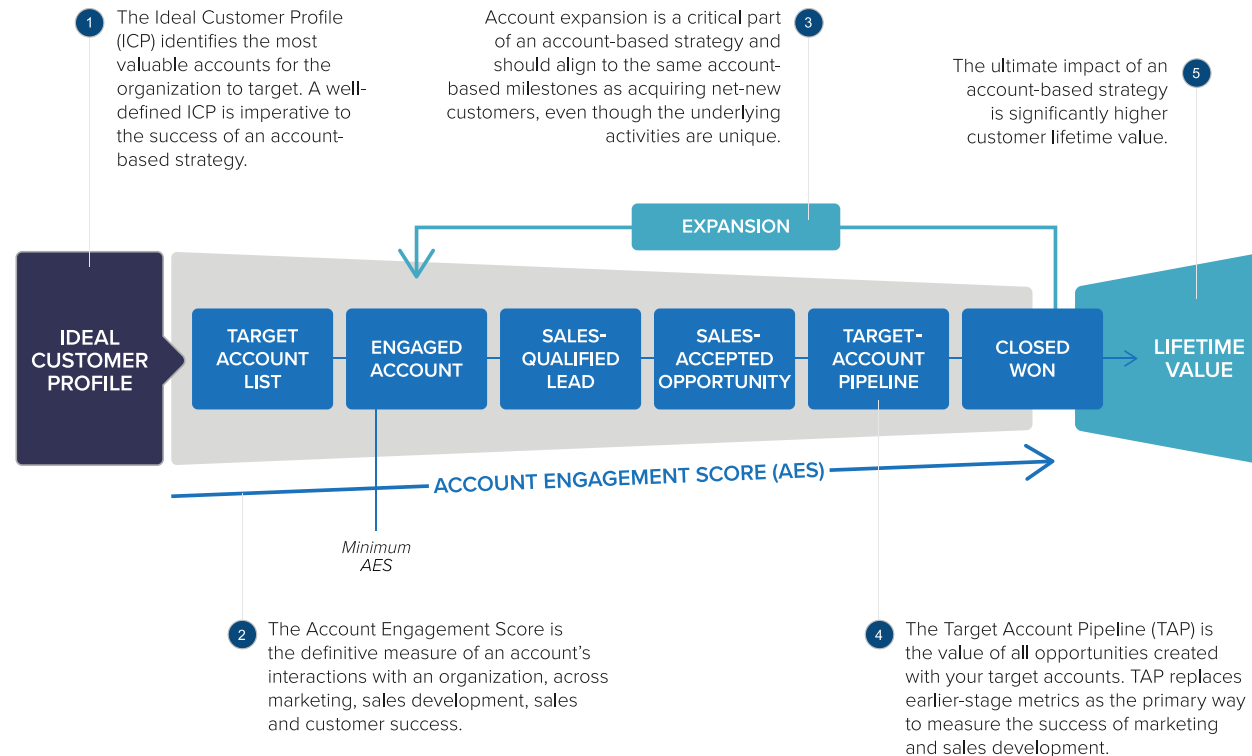 1
The Ideal Customer Profile
(ICP) identifies the most
valuable accounts for the
organization to target. A well-
defined ICP is imperative to
the success of an account-
based strategy.
Account expansion is a critical part
of an account-based strategy and
should align to the same account-
based milestones as acquiring net-new
customers, even though the underlying
activities are unique.
3
The ultimate impact of an
account-based strategy
is significantly higher
customer lifetime value.
5
EXPANSION
IDEAL
CUSTOMER
PROFILE
TARGET
ACCOUNT
LIST
ENGAGED
ACCOUNT
SALES-
QUALIFIED
LEAD
SALES-
ACCEPTED
OPPORTUNITY
TARGET-
ACCOUNT
PIPELINE
CLOSED
WON
LIFETIME
VALUE
ACCOUNT ENGAGEMENT SCORE (AES)
Minimum
AES
2
The Account Engagement Score is
the definitive measure of an account’s
interactions with an organization, across
marketing, sales development, sales
and customer success.
4
The Target Account Pipeline (TAP) is
the value of all opportunities created
with your target accounts. TAP replaces
earlier-stage metrics as the primary way
to measure the success of marketing
and sales development.